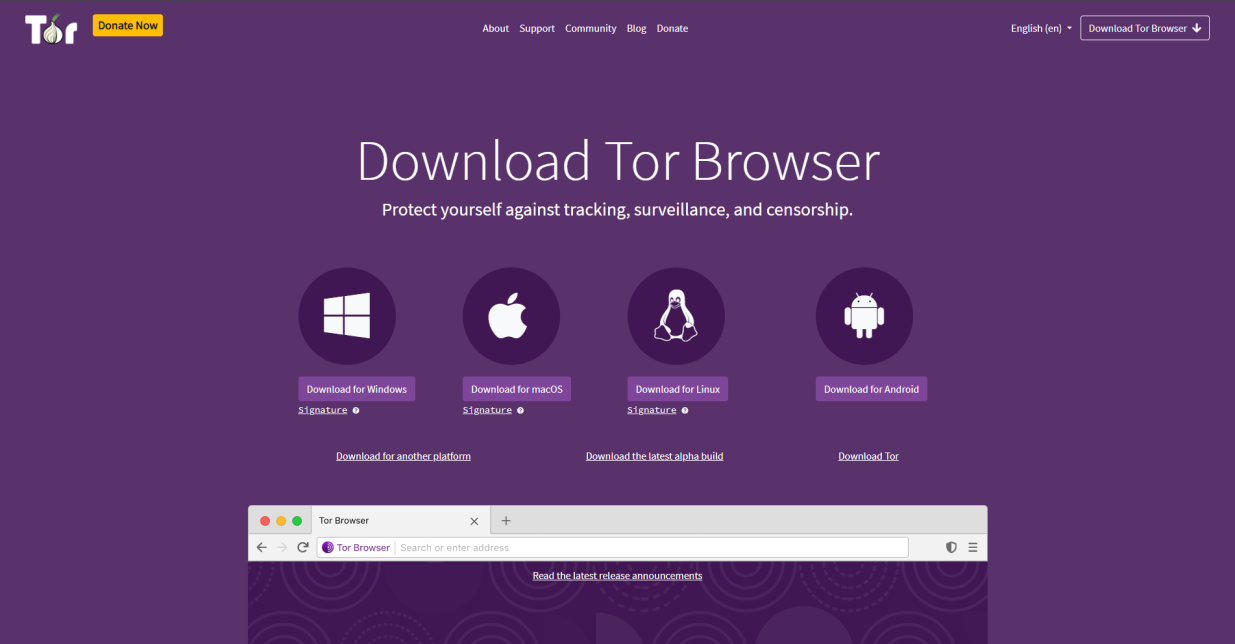 Tor
Donate Now
About Support Community Blog Donate
English (en)
Download Tor Browser
Download Tor Browser
Protect yourself against tracking, surveillance, and censorship.
Download for Windows
Signature
Download for macOS
Signature
Download for Linux
Signature
Download for Android
Download for another platform
Download the latest alpha build
Download Tor
Tor Browser
Tor Browser Search or enter address
Read the latest release announcements